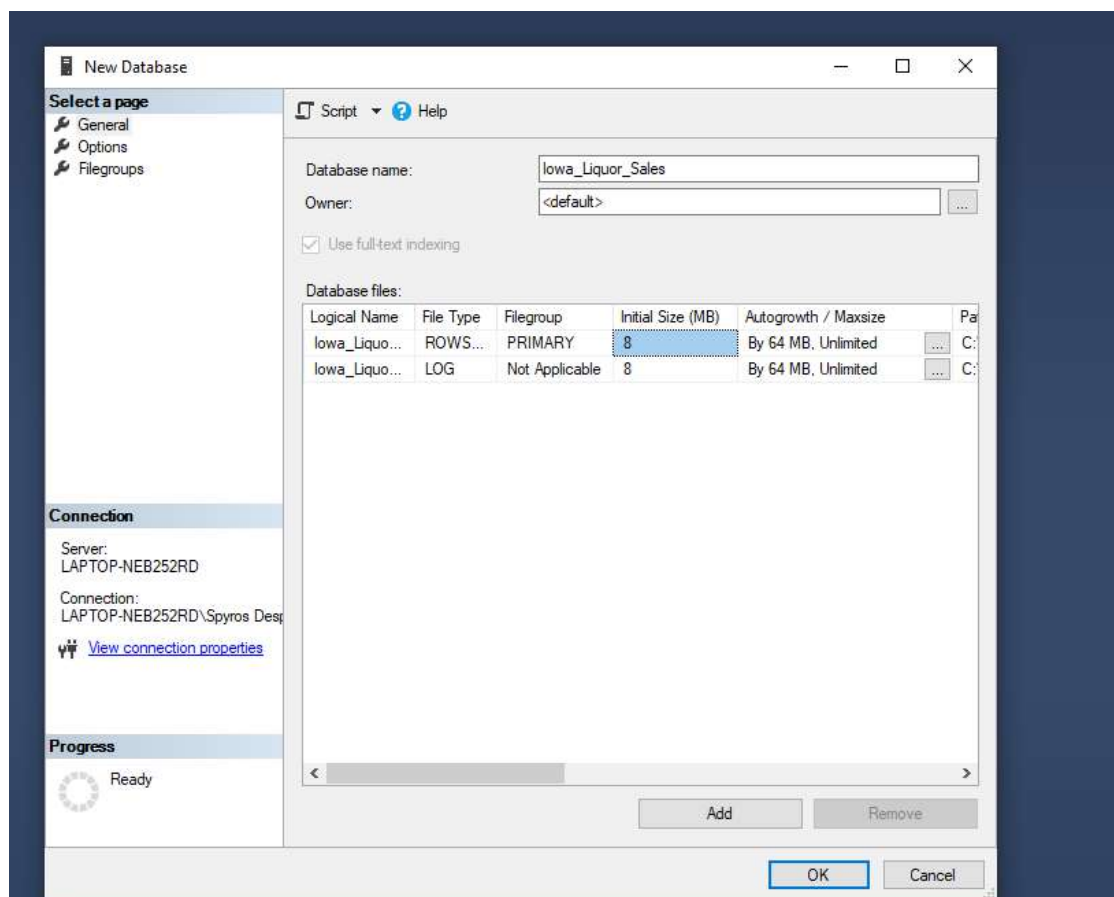 New Database
Select a page
General
Options
Filegroups
Script Help
Database name: Iowa_Liquor_Sales
Owner: <default> ...
Use full-text indexing
Database files:
Logical Name File Type Filegroup Initial Size (MB) Autogrowth / Maxsize Pa
Iowa_Liquo... ROWS... PRIMARY 8 By 64 MB, Unlimited ... C:
Iowa_Liquo... LOG Not Applicable 8 By 64 MB, Unlimited ... C:
Connection
Server:
LAPTOP-NEB252RD
Connection:
LAPTOP-NEB252RD\Spyros Desp
View connection properties
Progress
Ready
Add Remove
OK Cancel